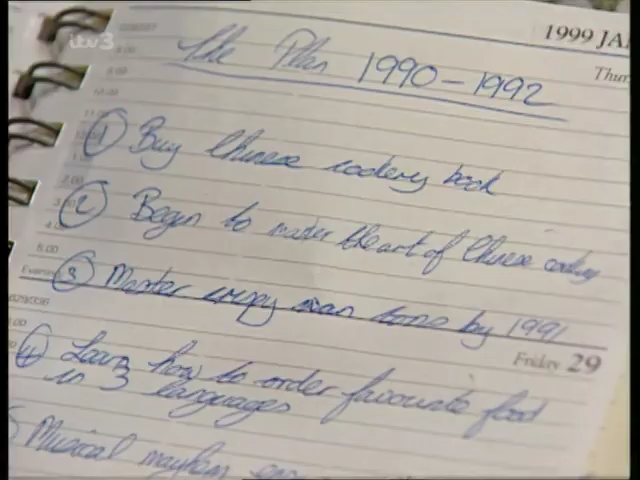 itv3
1999 JA
Thur
The Plan 1990 - 1992
① Buy Chinese cookery book
② Begin to master the art of Chinese cooking
③ Master crispy wan tons by 1991
Friday 29
④ Learn how to order favourite food
in 3 languages
Musical mayhem